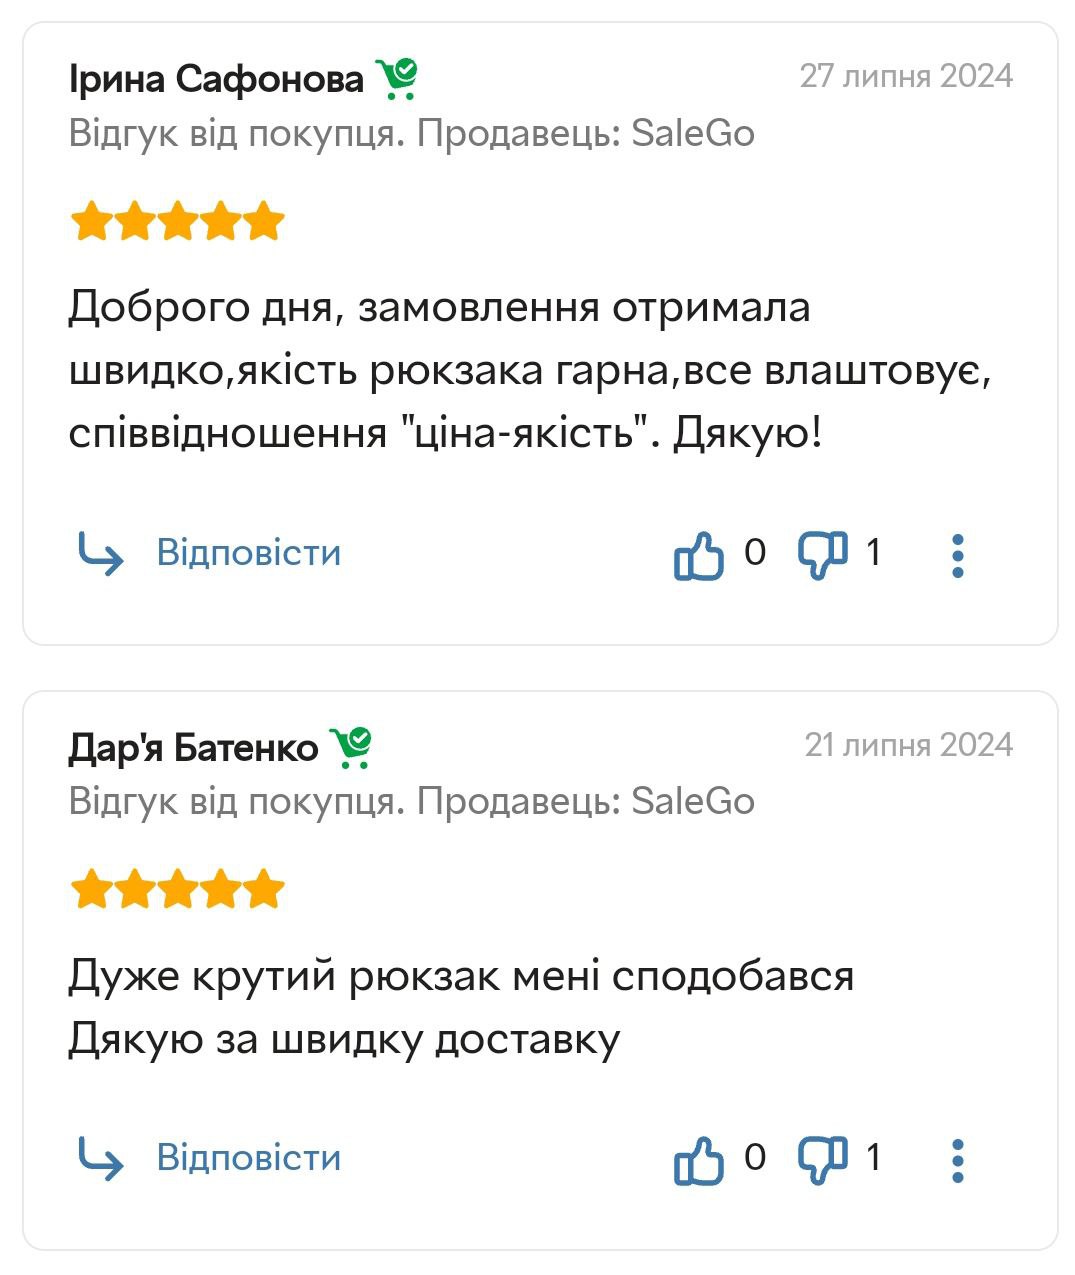 Ірина Сафонова
27 липня 2024
Відгук від покупця. Продавець: SaleGo
Доброго дня, замовлення отримала
швидко,якість рюкзака гарна,все влаштовує,
співвідношення "ціна-якість". Дякую!
Відповісти
0
1
Дар'я Батенко
21 липня 2024
Відгук від покупця. Продавець: SaleGo
Дуже крутий рюкзак мені сподобався
Дякую за швидку доставку
Відповісти
0
1